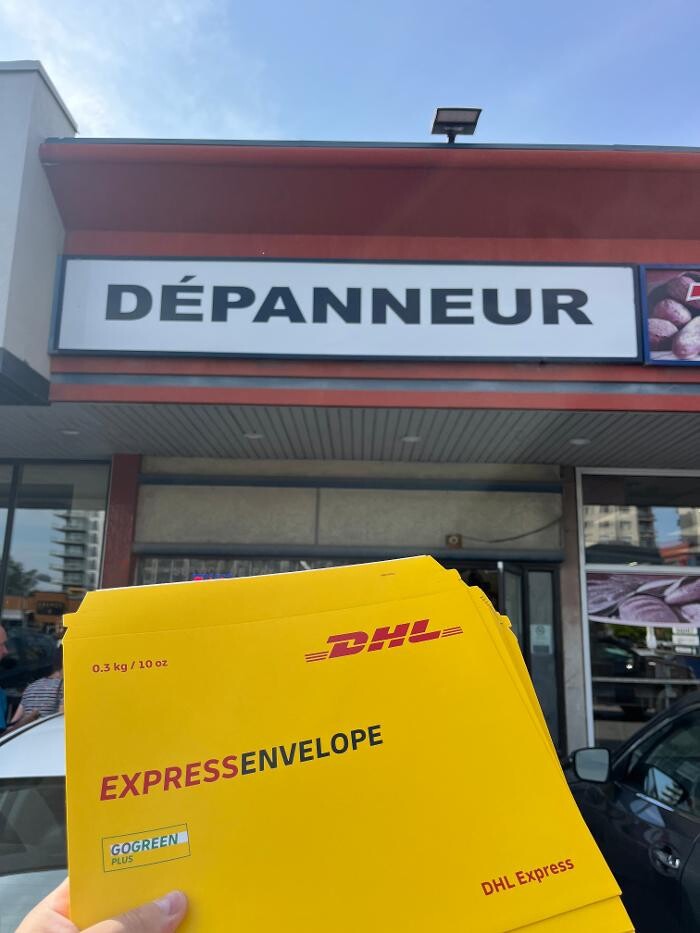 DÉPANNEUR
0.3 kg / 10 oz
DHL
EXPRESSENVELOPE
GOGREEN
PLUS
DHL Express